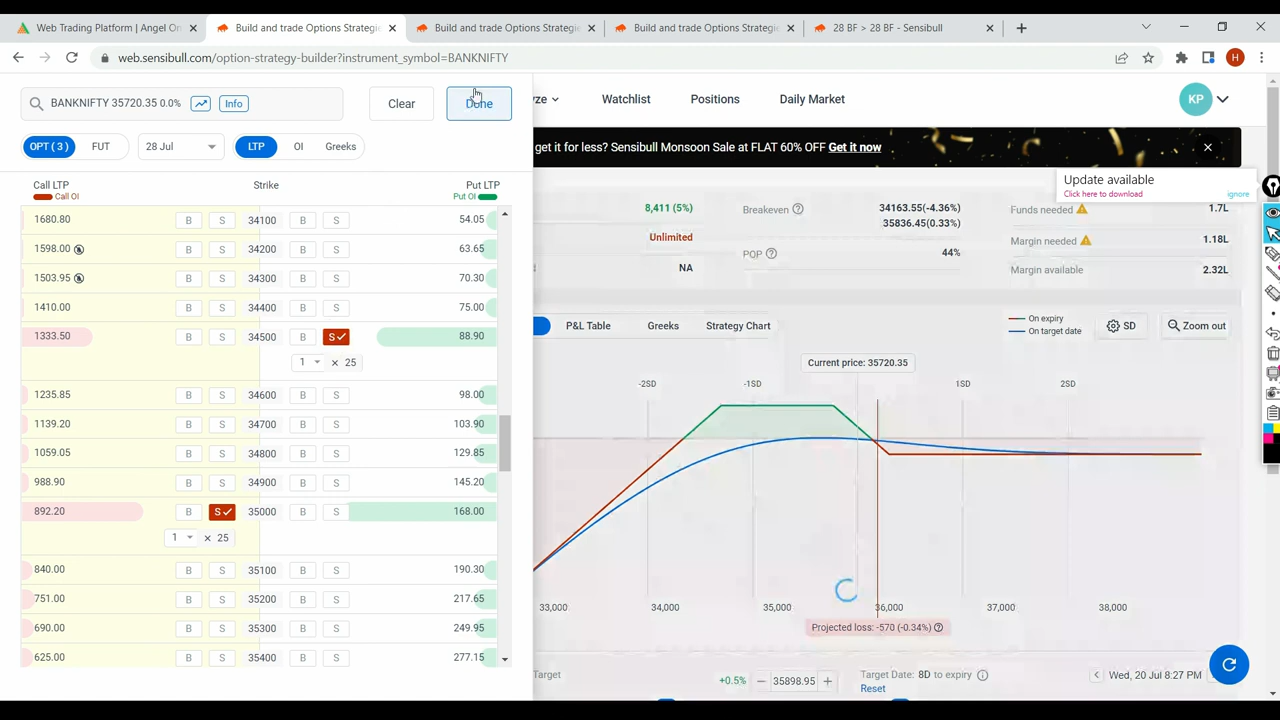 Web Trading Platform | Angel On
Build and trade Options Strategi
Build and trade Options Strategi
Build and trade Options Strategi
28 BF > 28 BF - Sensibull
web.sensibull.com/option-strategy-builder?instrument_symbol=BANKNIFTY
H
BANKNIFTY 35720.35 0.0%
Info
Clear
Done
yze
Watchlist
Positions
Daily Market
KP
OPT ( 3 )
FUT
28 Jul
LTP
OI
Greeks
get it for less? Sensibull Monsoon Sale at FLAT 60% OFF Get it now
Update available
Click here to download
ignore
Call LTP
Call OI
Strike
Put LTP
Put OI
1680.80 B S 34100 B S 54.05
1598.00 B S 34200 B S 63.65
1503.95 B S 34300 B S 70.30
1410.00 B S 34400 B S 75.00
1333.50 B S 34500 B S 88.90
1 × 25
1235.85 B S 34600 B S 98.00
1139.20 B S 34700 B S 103.90
1059.05 B S 34800 B S 129.85
988.90 B S 34900 B S 145.20
892.20 B S 35000 B S 168.00
1 × 25
840.00 B S 35100 B S 190.30
751.00 B S 35200 B S 217.65
690.00 B S 35300 B S 249.95
625.00 B S 35400 B S 277.15
8,411 (5%)
Unlimited
NA
Breakeven
34163.55(-4.36%)
35836.45(0.33%)
POP
44%
Funds needed
1.7L
Margin needed
1.18L
Margin available
2.32L
P&L Table
Greeks
Strategy Chart
On expiry
On target date
SD
Zoom out
Current price: 35720.35
-2SD
-1SD
1SD
2SD
33,000
34,000
35,000
36,000
37,000
38,000
Projected loss: -570 (-0.34%)
Target
+0.5%
35898.95
Target Date: 8D to expiry
Reset
Wed, 20 Jul 8:27 PM